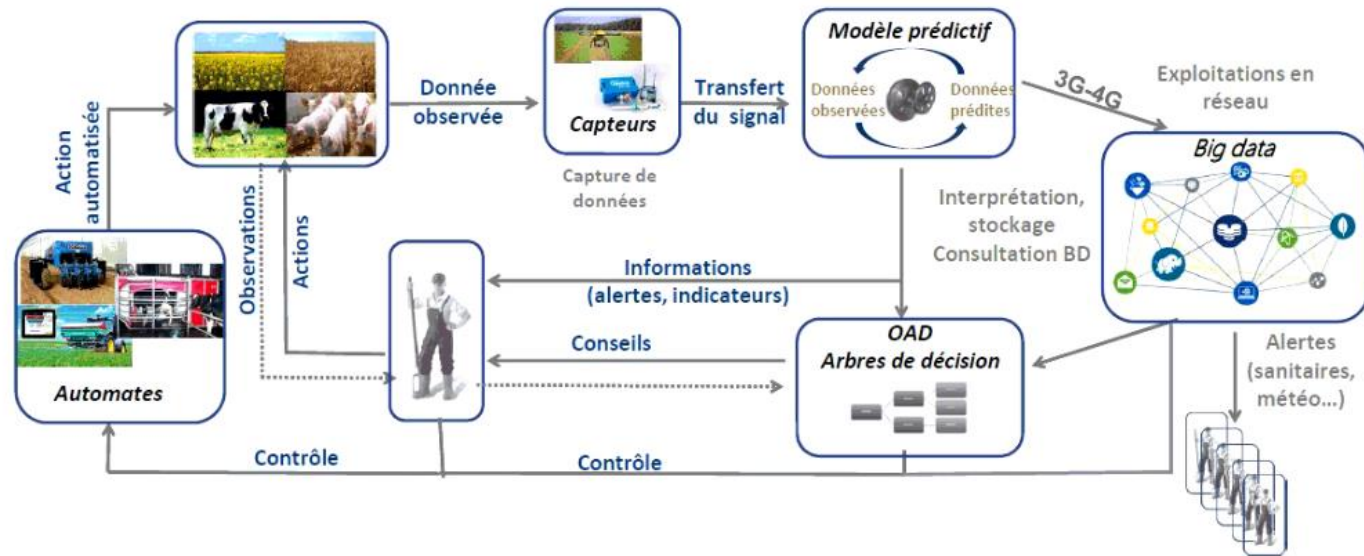 Modèle prédictif
Données
observées
Données
prédites
Donnée
observée
Capteurs
Transfert
du signal
3G-4G
Exploitations en
réseau
Big data
Capture de
données
Action
automatisée
Observations
Actions
Interprétation,
stockage
Consultation BD
Informations
(alertes, indicateurs)
OAD
Arbres de décision
Conseils
Alertes
(sanitaires,
météo...)
Automates
Contrôle
Contrôle